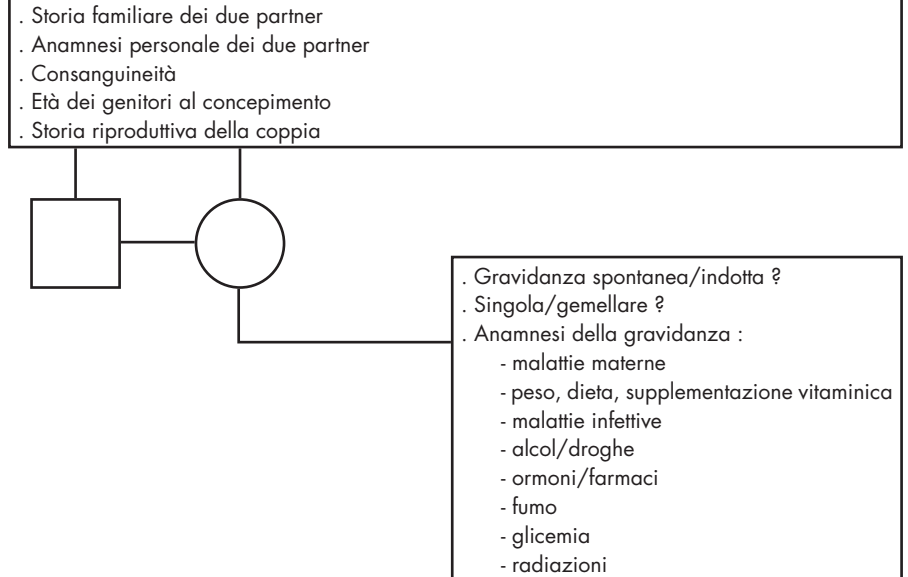 . Storia familiare dei due partner
. Anamnesi personale dei due partner
. Consanguineità
. Età dei genitori al concepimento
. Storia riproduttiva della coppia
. Gravidanza spontanea/indotta ?
. Singola/gemellare ?
. Anamnesi della gravidanza :
- malattie materne
- peso, dieta, supplementazione vitaminica
- malattie infettive
- alcol/droghe
- ormoni/farmaci
- fumo
- glicemia
- radiazioni